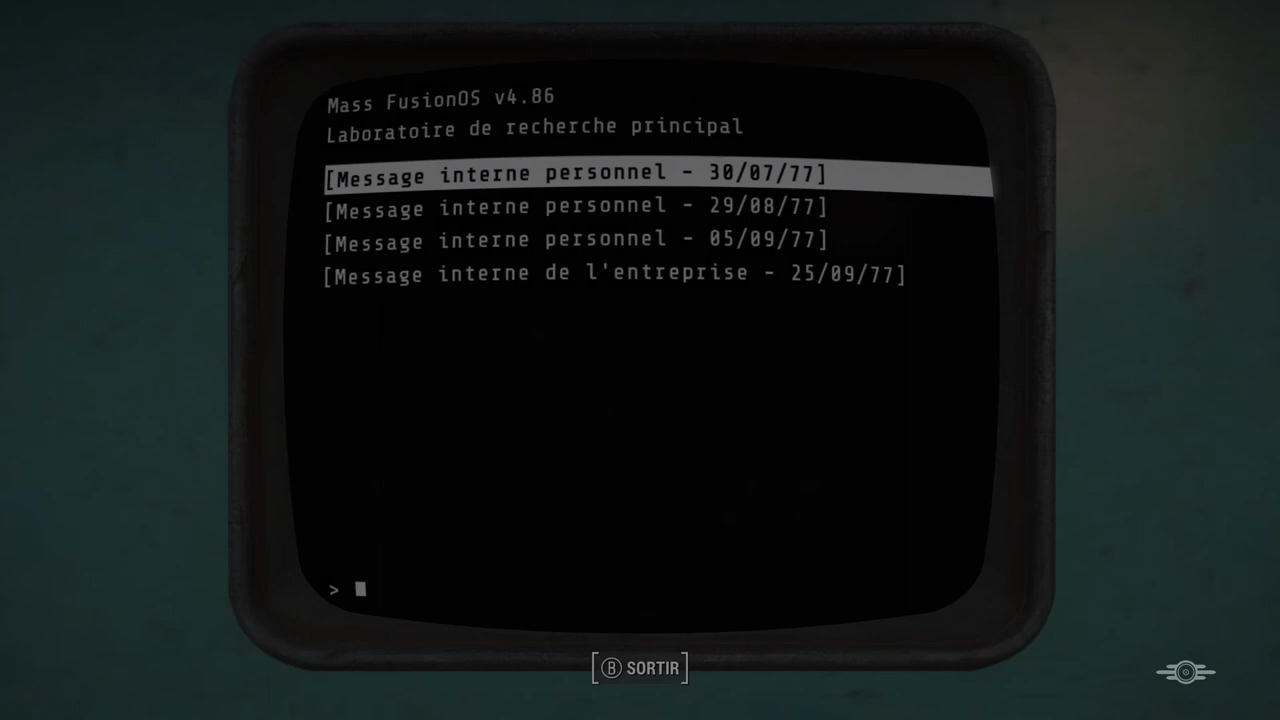 Mass FusionOS v4.86
Laboratoire de recherche principal
[Message interne personnel - 30/07/77]
[Message interne personnel - 29/08/77]
[Message interne personnel - 05/09/77]
[Message interne de l'entreprise - 25/09/77]
>
B SORTIR